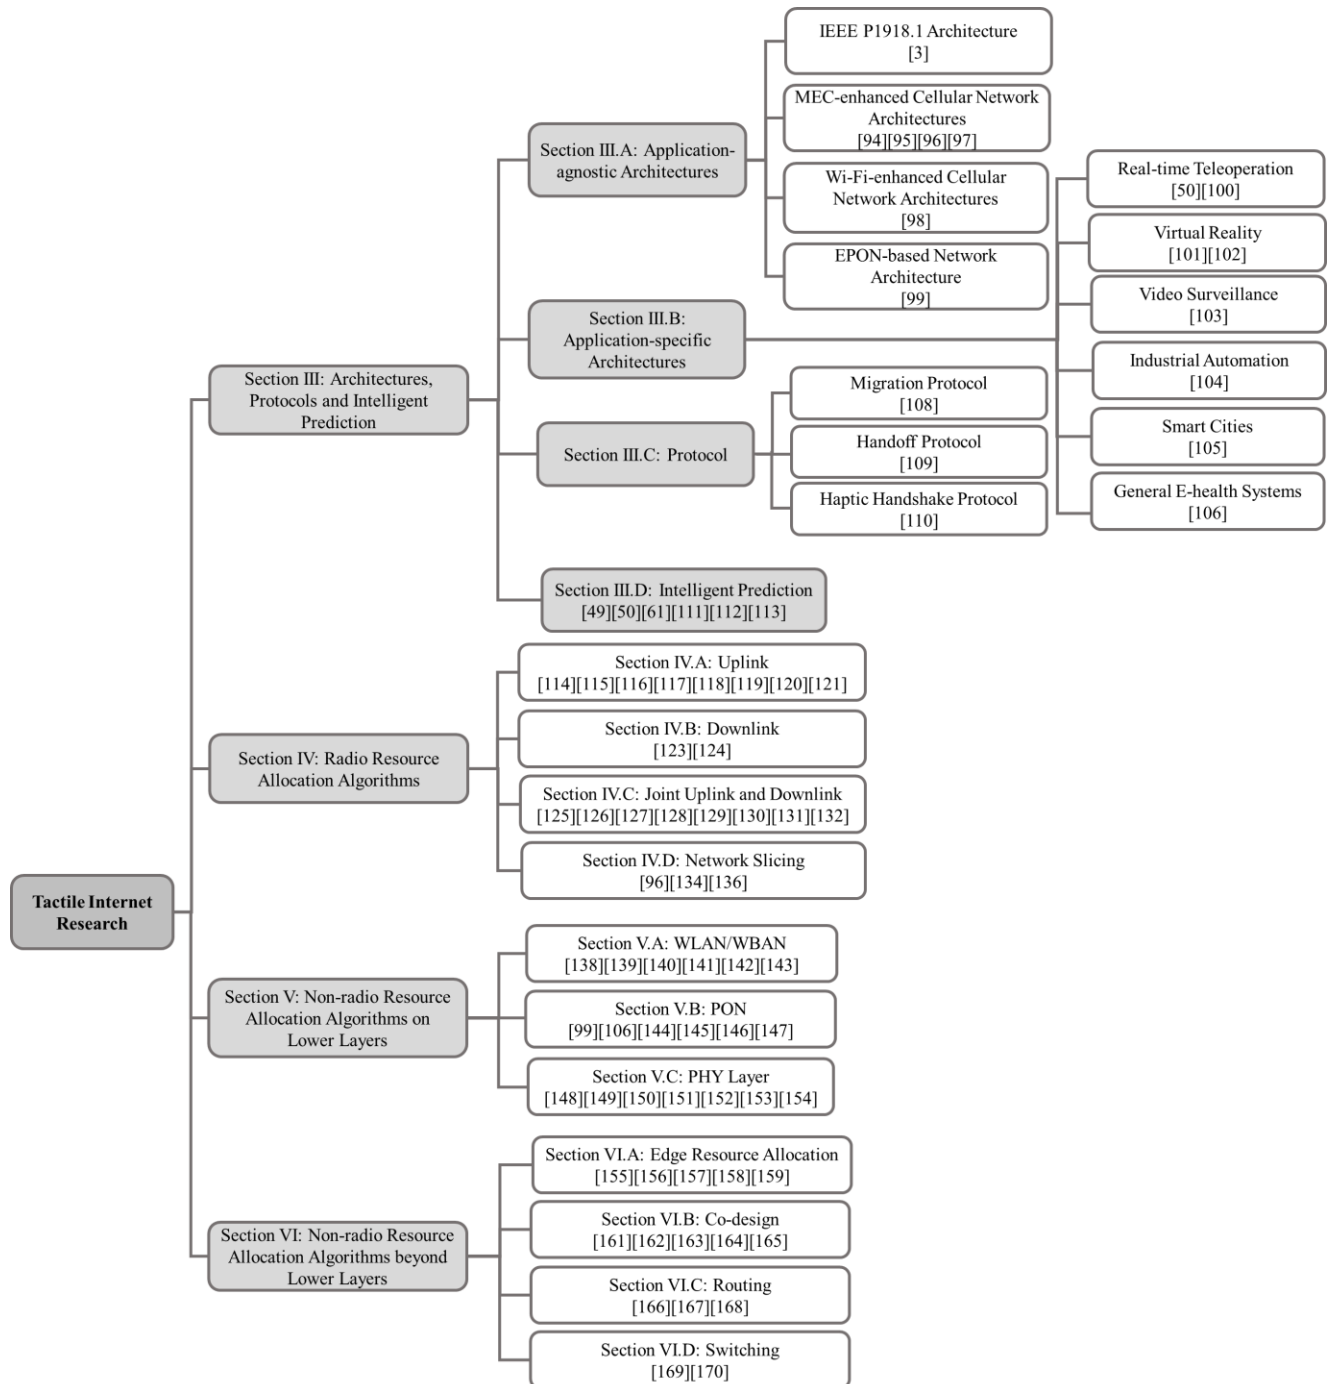 Tactile Internet
Research
Section III: Architectures,
Protocols and Intelligent
Prediction
Section III.A: Application-
agnostic Architectures
IEEE P1918.1 Architecture
[3]
MEC-enhanced Cellular Network
Architectures
[94][95][96][97]
Wi-Fi-enhanced Cellular
Network Architectures
[98]
EPON-based Network
Architecture
[99]
Section III.B:
Application-specific
Architectures
Real-time Teleoperation
[50][100]
Virtual Reality
[101][102]
Video Surveillance
[103]
Industrial Automation
[104]
Smart Cities
[105]
General E-health Systems
[106]
Section III.C: Protocol
Migration Protocol
[108]
Handoff Protocol
[109]
Haptic Handshake Protocol
[110]
Section III.D: Intelligent Prediction
[49][50][61][111][112][113]
Section IV: Radio Resource
Allocation Algorithms
Section IV.A: Uplink
[114][115][116][117][118][119][120][121]
Section IV.B: Downlink
[123][124]
Section IV.C: Joint Uplink and Downlink
[125][126][127][128][129][130][131][132]
Section IV.D: Network Slicing
[96][134][136]
Section V: Non-radio Resource
Allocation Algorithms on
Lower Layers
Section V.A: WLAN/WBAN
[138][139][140][141][142][143]
Section V.B: PON
[99][106][144][145][146][147]
Section V.C: PHY Layer
[148][149][150][151][152][153][154]
Section VI: Non-radio Resource
Allocation Algorithms beyond
Lower Layers
Section VI.A: Edge Resource Allocation
[155][156][157][158][159]
Section VI.B: Co-design
[161][162][163][164][165]
Section VI.C: Routing
[166][167][168]
Section VI.D: Switching
[169][170]